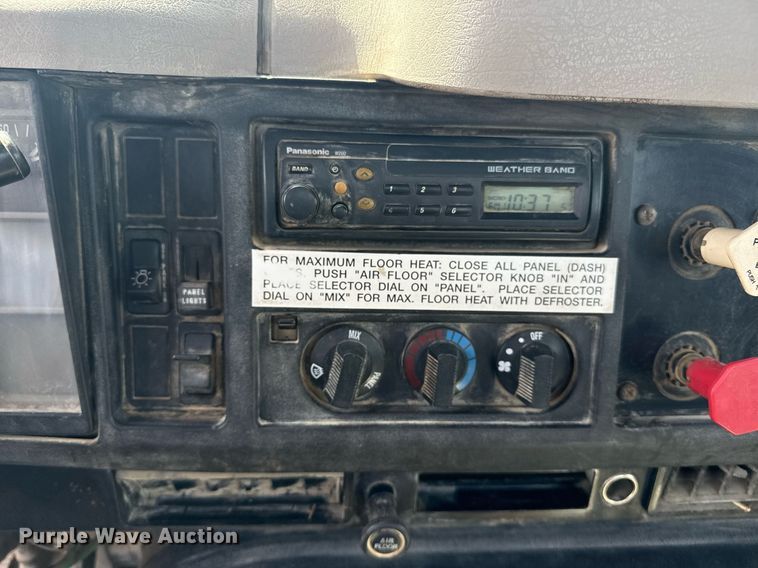 Panasonic
WEATHER BAND
BAND
10:37
2 3
5 6
FOR MAXIMUM FLOOR HEAT: CLOSE ALL PANEL (DASH)
PUSH "AIR FLOOR" SELECTOR KNOB "IN" AND
PLACE SELECTOR DIAL ON "PANEL". PLACE SELECTOR
DIAL ON "MIX" FOR MAX. FLOOR HEAT WITH DEFROSTER.
PANEL
LIGHTS
MIX
PANEL
OFF
AIR
FLOOR
Purple Wave Auction